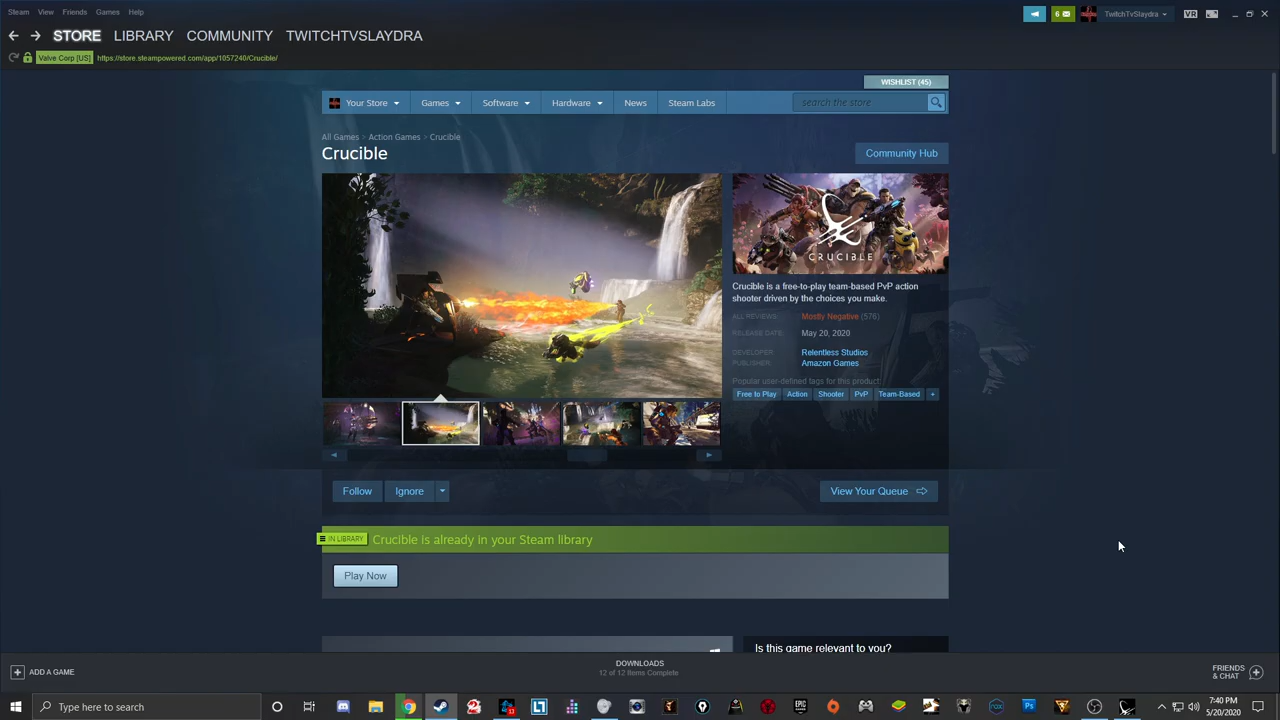 Steam View Friends Games Help
6 TwitchTvSlaydra VR
STORE LIBRARY COMMUNITY TWITCHTVSLAYDRA
Valve Corp [US] https://store.steampowered.com/app/1057240/Crucible/
WISHLIST (45)
Your Store Games Software Hardware News Steam Labs search the store
All Games > Action Games > Crucible
Crucible
Community Hub
CRUCIBLE
Crucible is a free-to-play team-based PvP action
shooter driven by the choices you make.
ALL REVIEWS: Mostly Negative (576)
RELEASE DATE: May 20, 2020
DEVELOPER: Relentless Studios
PUBLISHER: Amazon Games
Popular user-defined tags for this product:
Free to Play Action Shooter PvP Team-Based +
Follow Ignore View Your Queue
IN LIBRARY Crucible is already in your Steam library
Play Now
Is this game relevant to you?
ADD A GAME
DOWNLOADS
12 of 12 Items Complete
FRIENDS
& CHAT
Type here to search
7:40 PM
5/20/2020